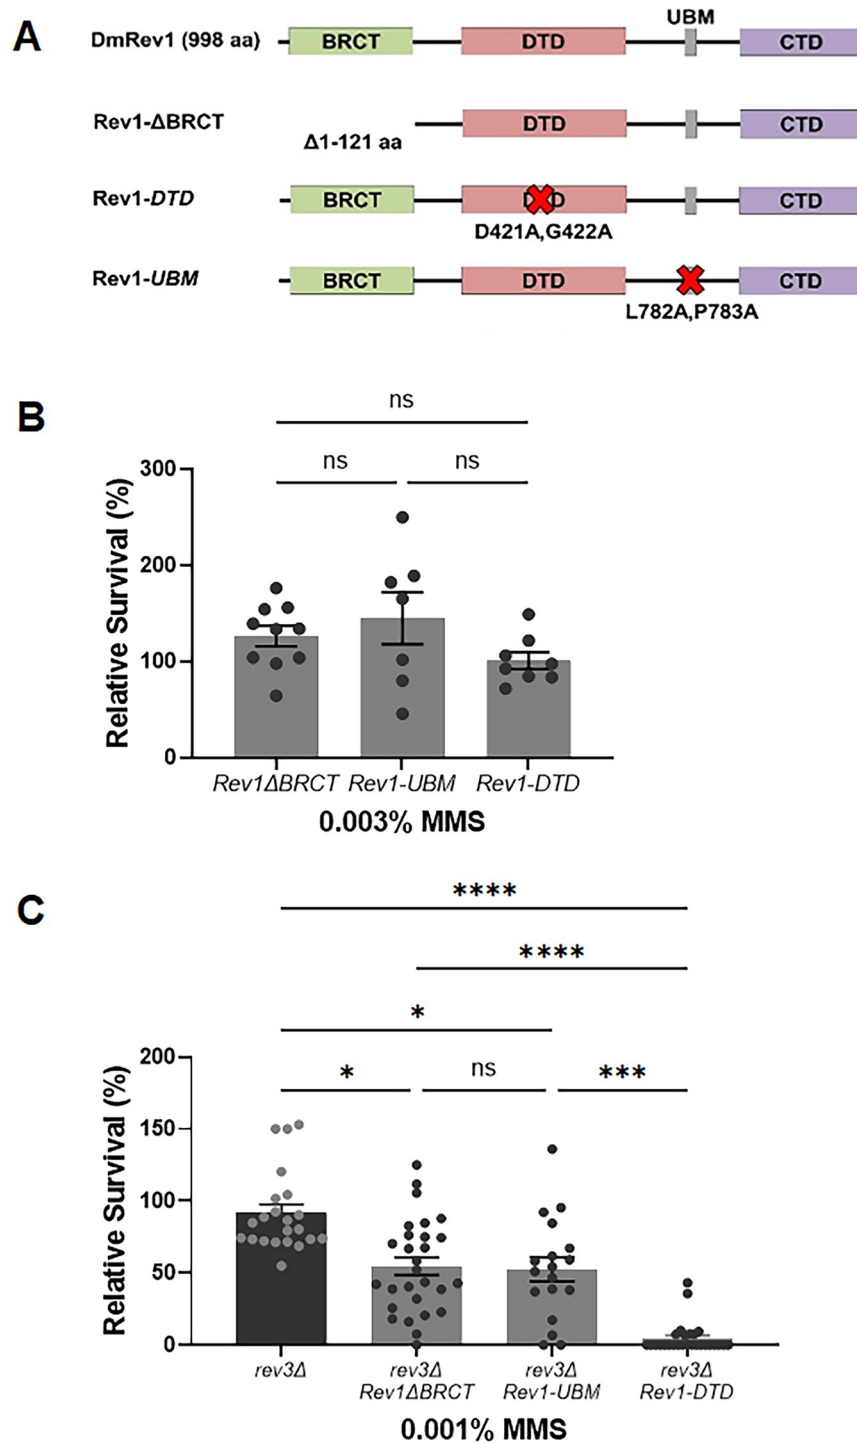 A
UBM
DmRev1 (998 aa)
BRCT
DTD
CTD
Rev1-ΔBRCT
Δ1-121 aa
DTD
CTD
Rev1-DTD
BRCT
DTD
CTD
D421A,G422A
Rev1-UBM
BRCT
DTD
CTD
L782A,P783A
B
ns
ns
ns
Relative Survival (%)
300
200
100
0
Rev1ΔBRCT
Rev1-UBM
Rev1-DTD
0.003% MMS
C
****
****
*
*
ns
***
Relative Survival (%)
200
150
100
50
0
rev3Δ
rev3Δ
Rev1ΔBRCT
rev3Δ
Rev1-UBM
rev3Δ
Rev1-DTD
0.001% MMS